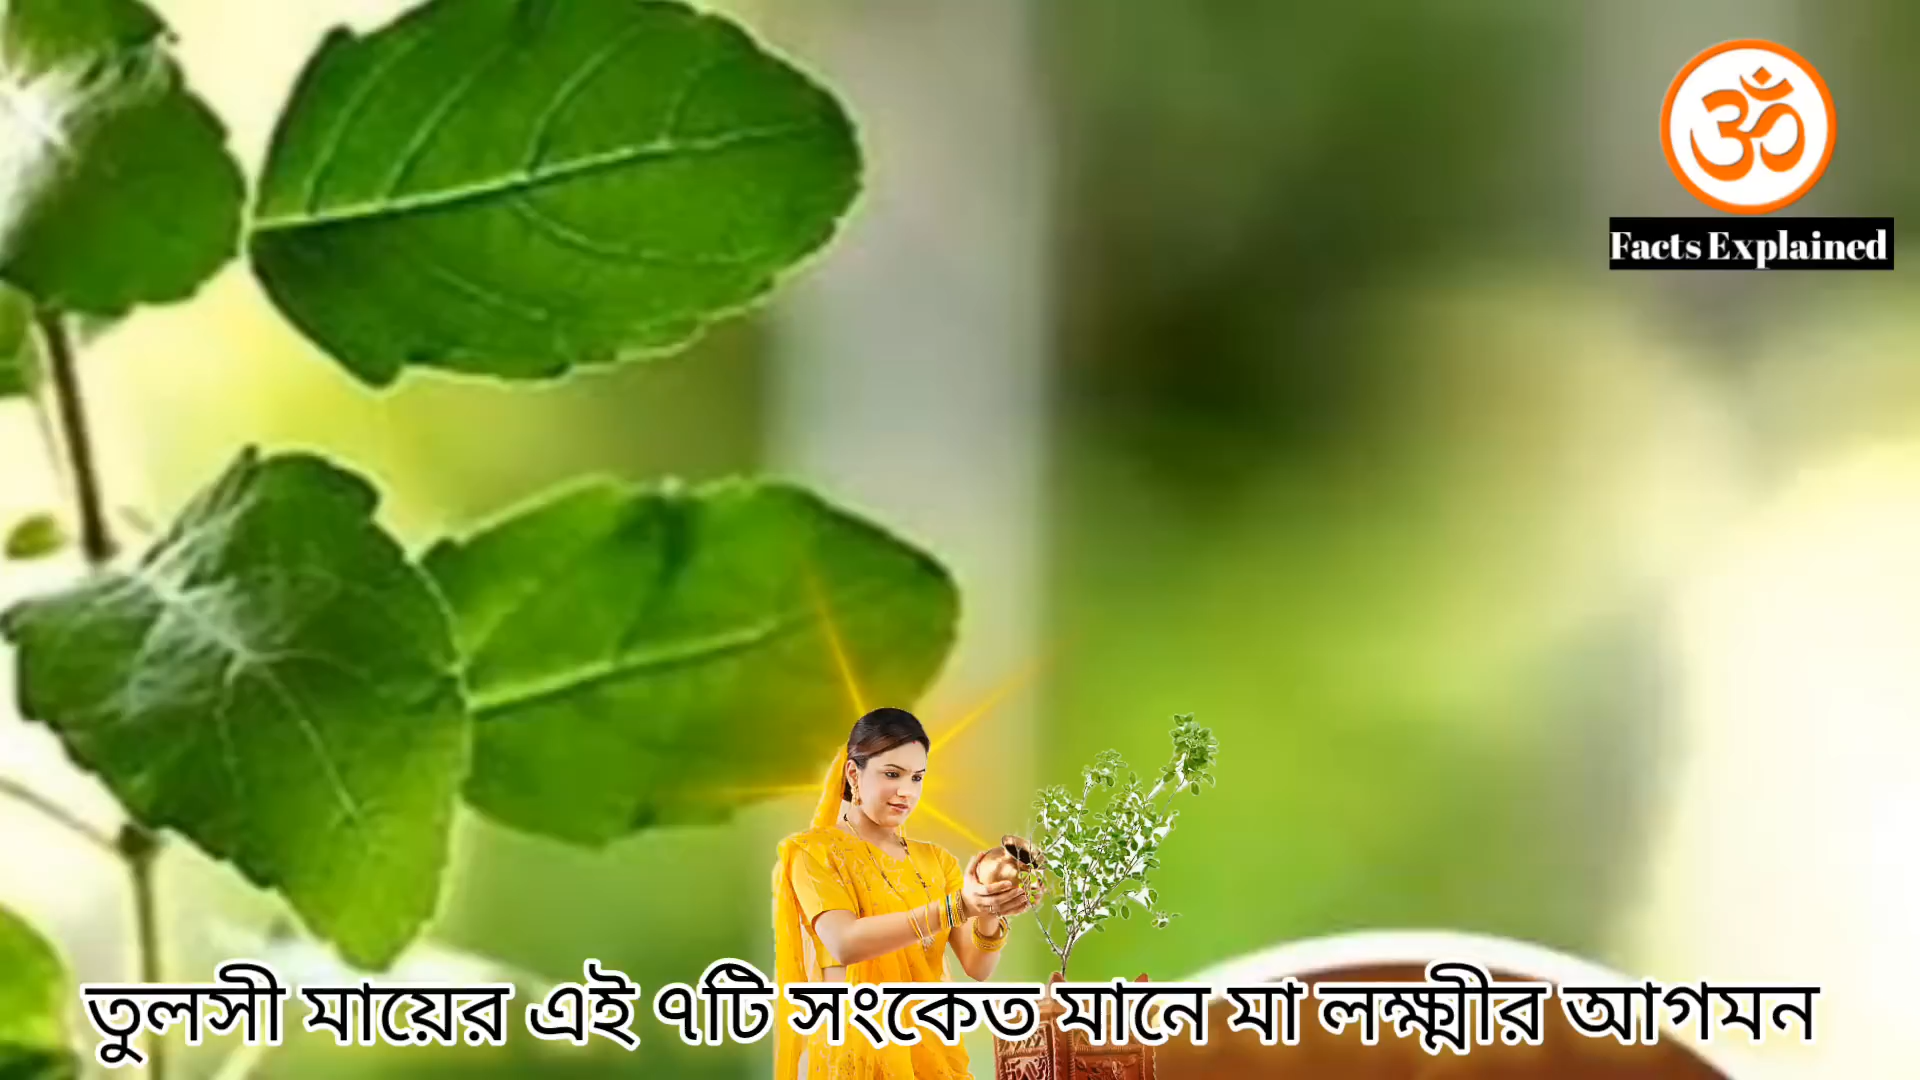 ॐ
Facts Explained
তুলসী মায়ের এই ৭টি সংকেত মানে মা লক্ষ্মীর আগমন